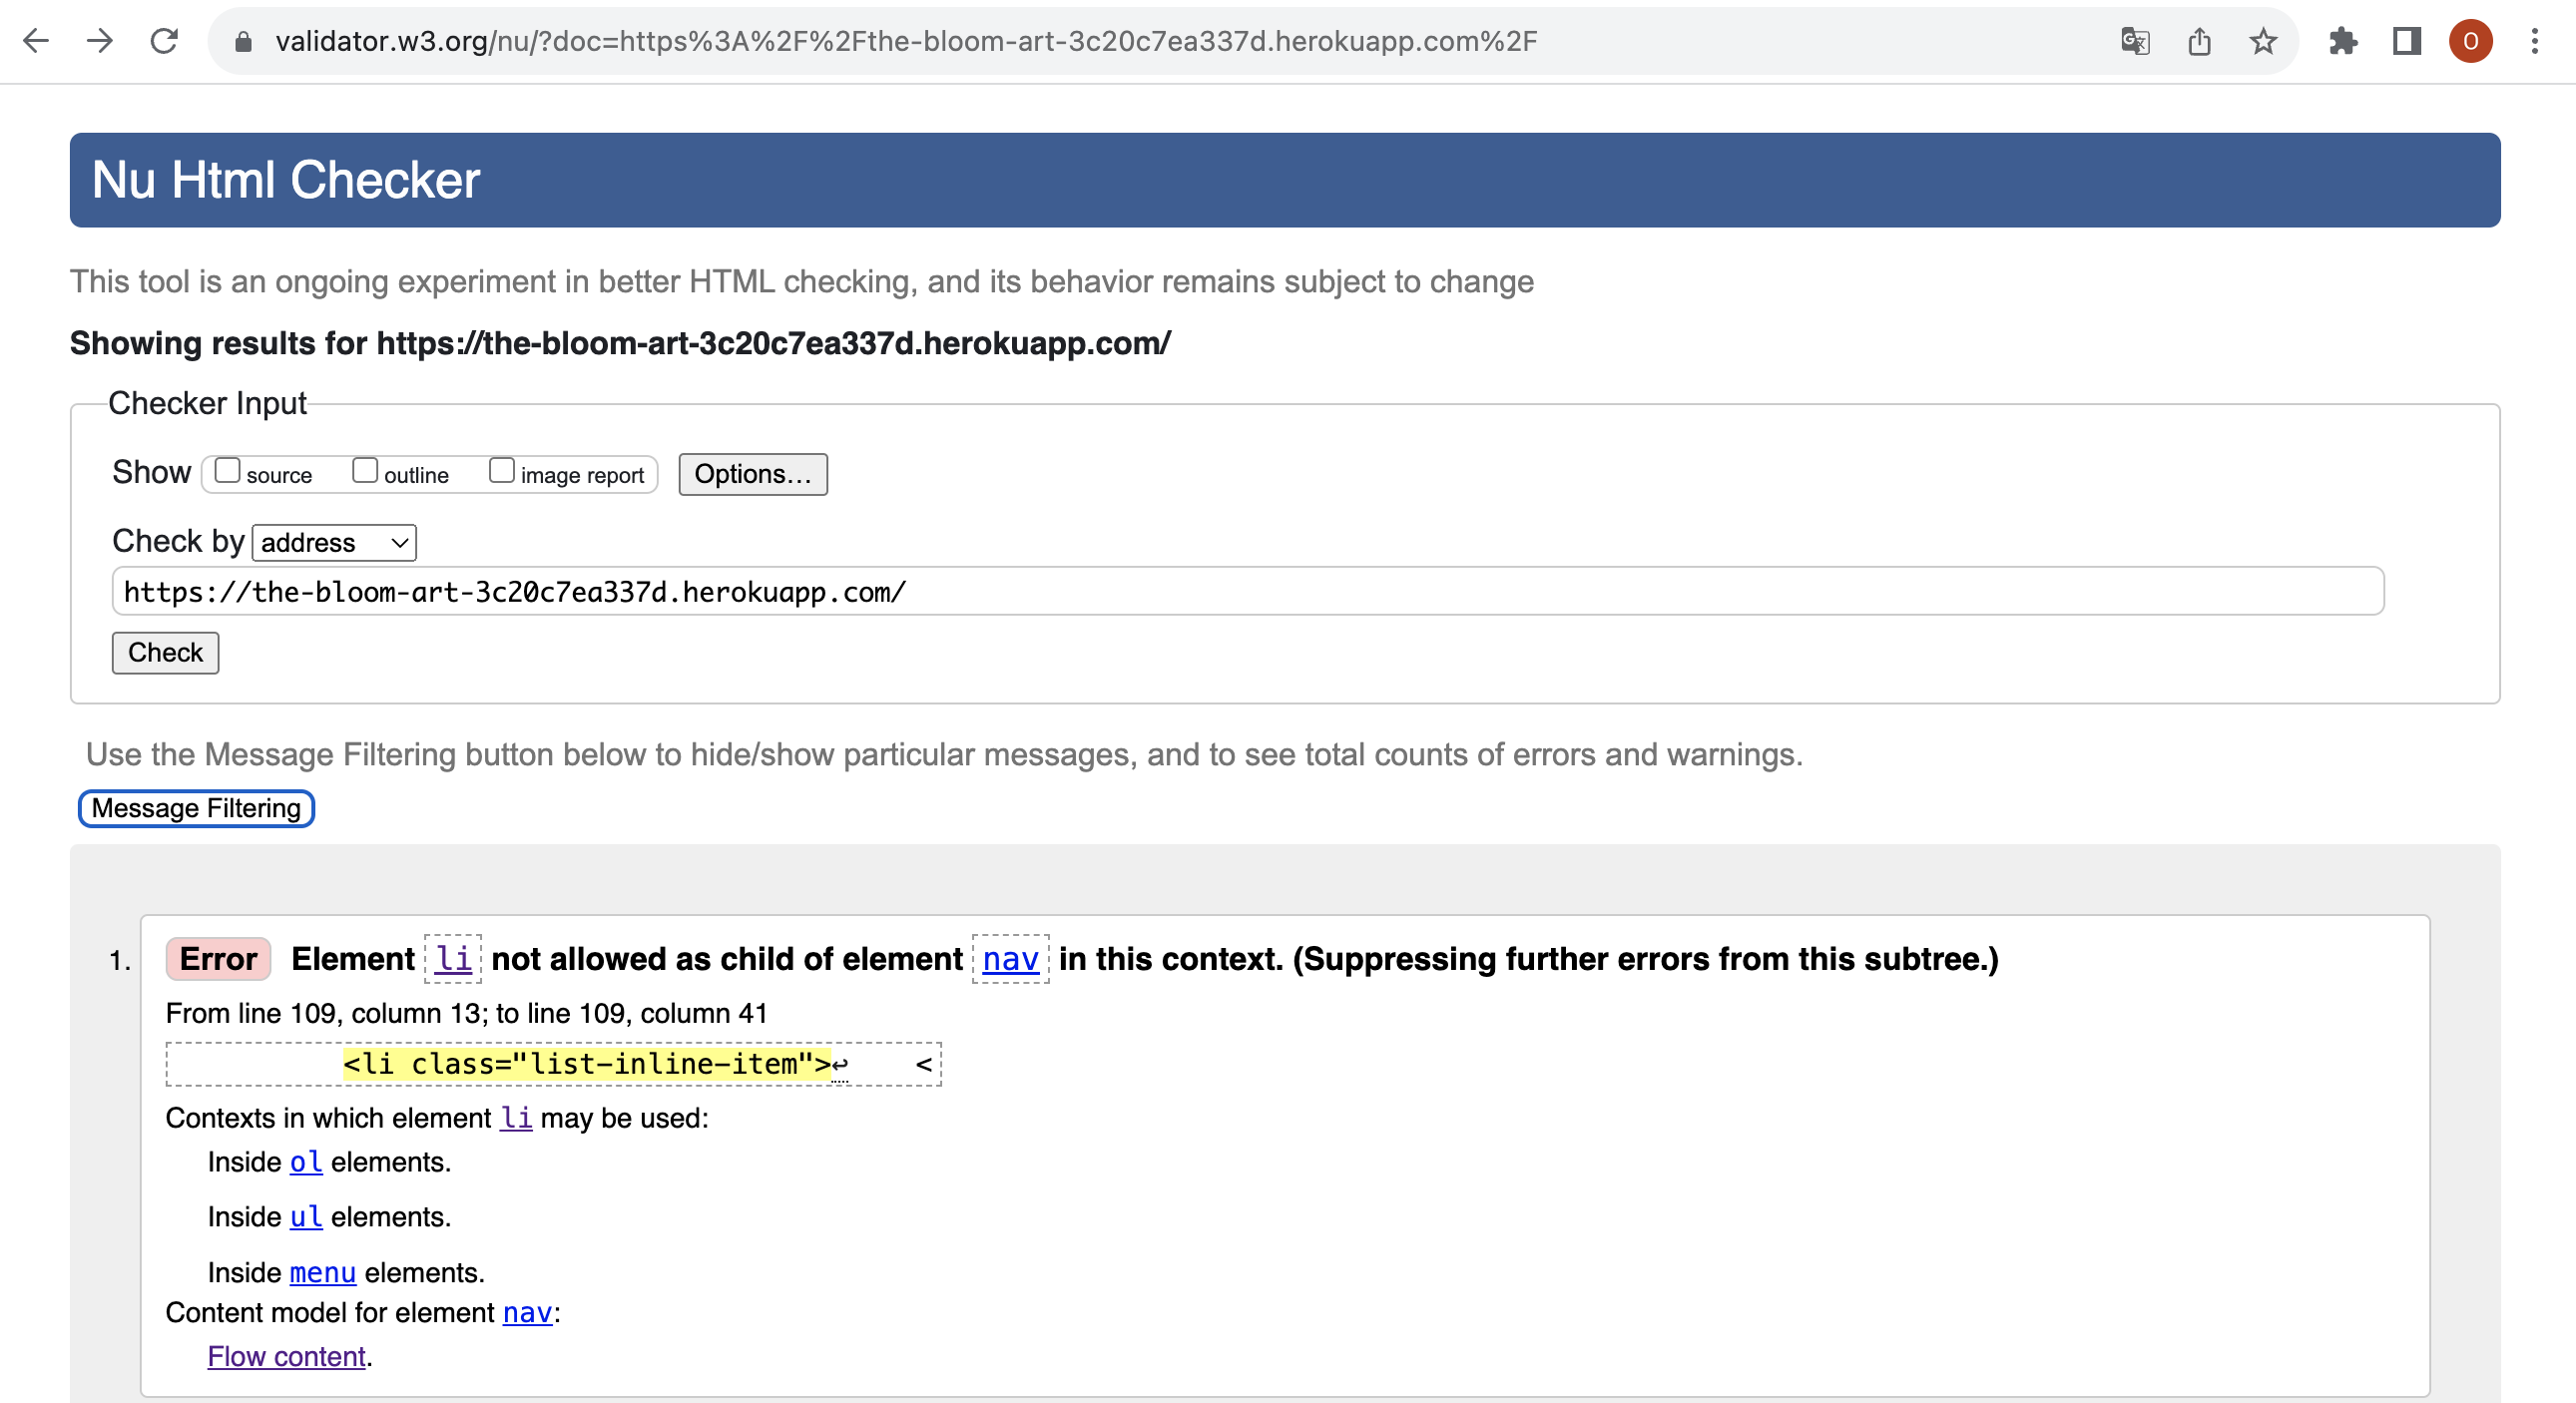 validator.w3.org/nu/?doc=https%3A%2F%2Fthe-bloom-art-3c20c7ea337d.herokuapp.com%2F
O
Nu Html Checker
This tool is an ongoing experiment in better HTML checking, and its behavior remains subject to change
Showing results for https://the-bloom-art-3c20c7ea337d.herokuapp.com/
Checker Input
Show source outline image report Options...
Check by address
https://the-bloom-art-3c20c7ea337d.herokuapp.com/
Check
Use the Message Filtering button below to hide/show particular messages, and to see total counts of errors and warnings.
Message Filtering
1. Error Element li not allowed as child of element nav in this context. (Suppressing further errors from this subtree.)
From line 109, column 13; to line 109, column 41
<li class="list-inline-item">↩ <
Contexts in which element li may be used:
Inside ol elements.
Inside ul elements.
Inside menu elements.
Content model for element nav:
Flow content.